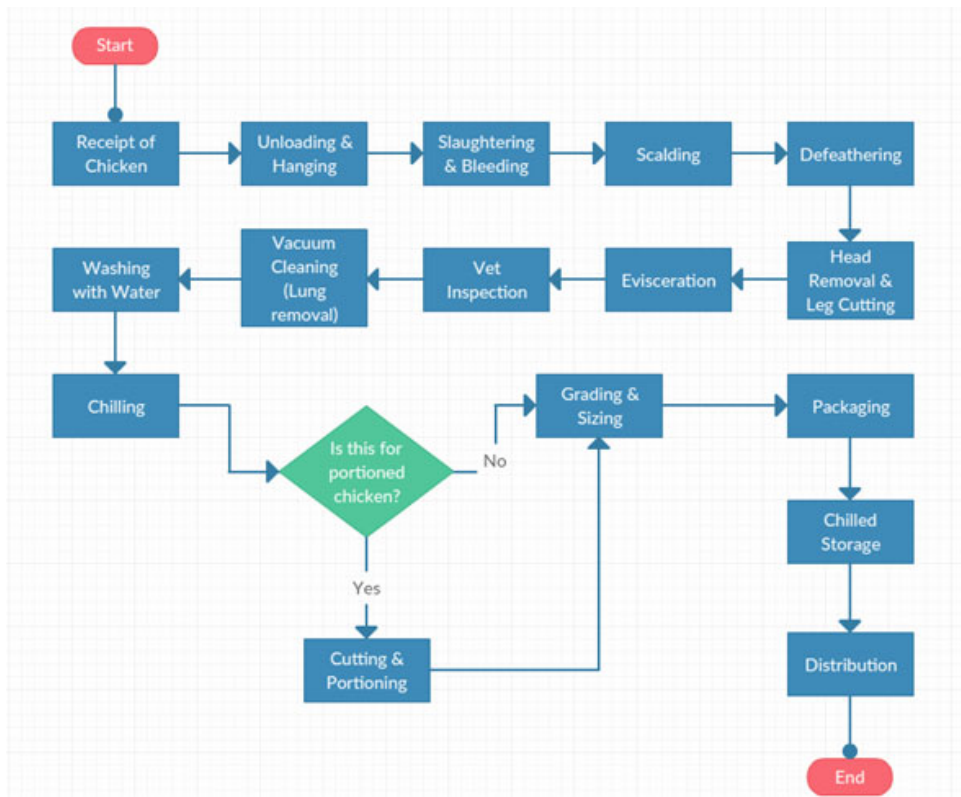 Start
Receipt of
Chicken
Unloading &
Hanging
Slaughtering
& Bleeding
Scalding
Defeathering
Head
Removal &
Leg Cutting
Evisceration
Vet
Inspection
Vacuum
Cleaning
(Lung
removal)
Washing
with Water
Chilling
Is this for
portioned
chicken?
No
Yes
Cutting &
Portioning
Grading &
Sizing
Packaging
Chilled
Storage
Distribution
End